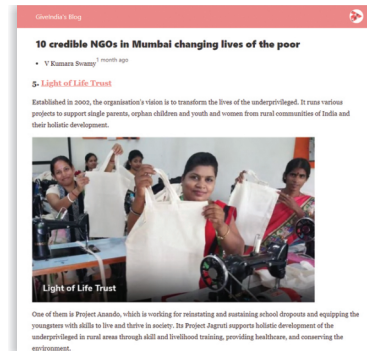 GiveIndia's Blog
10 credible NGOs in Mumbai changing lives of the poor
V Kumara Swamy 1 month ago
5. Light of Life Trust
Established in 2002, the organisation's vision is to transform the lives of the underprivileged. It runs various
projects to support single parents, orphan children and youth and women from rural communities of India and
their holistic development.
Light of Life Trust
One of them is Project Anando, which is working for reinstating and sustaining school dropouts and equipping the
youngsters with skills to live and thrive in society. Its Project Jagruti supports holistic development of the
underprivileged in rural areas through skill and livelihood training, providing healthcare, and conserving the
environment.